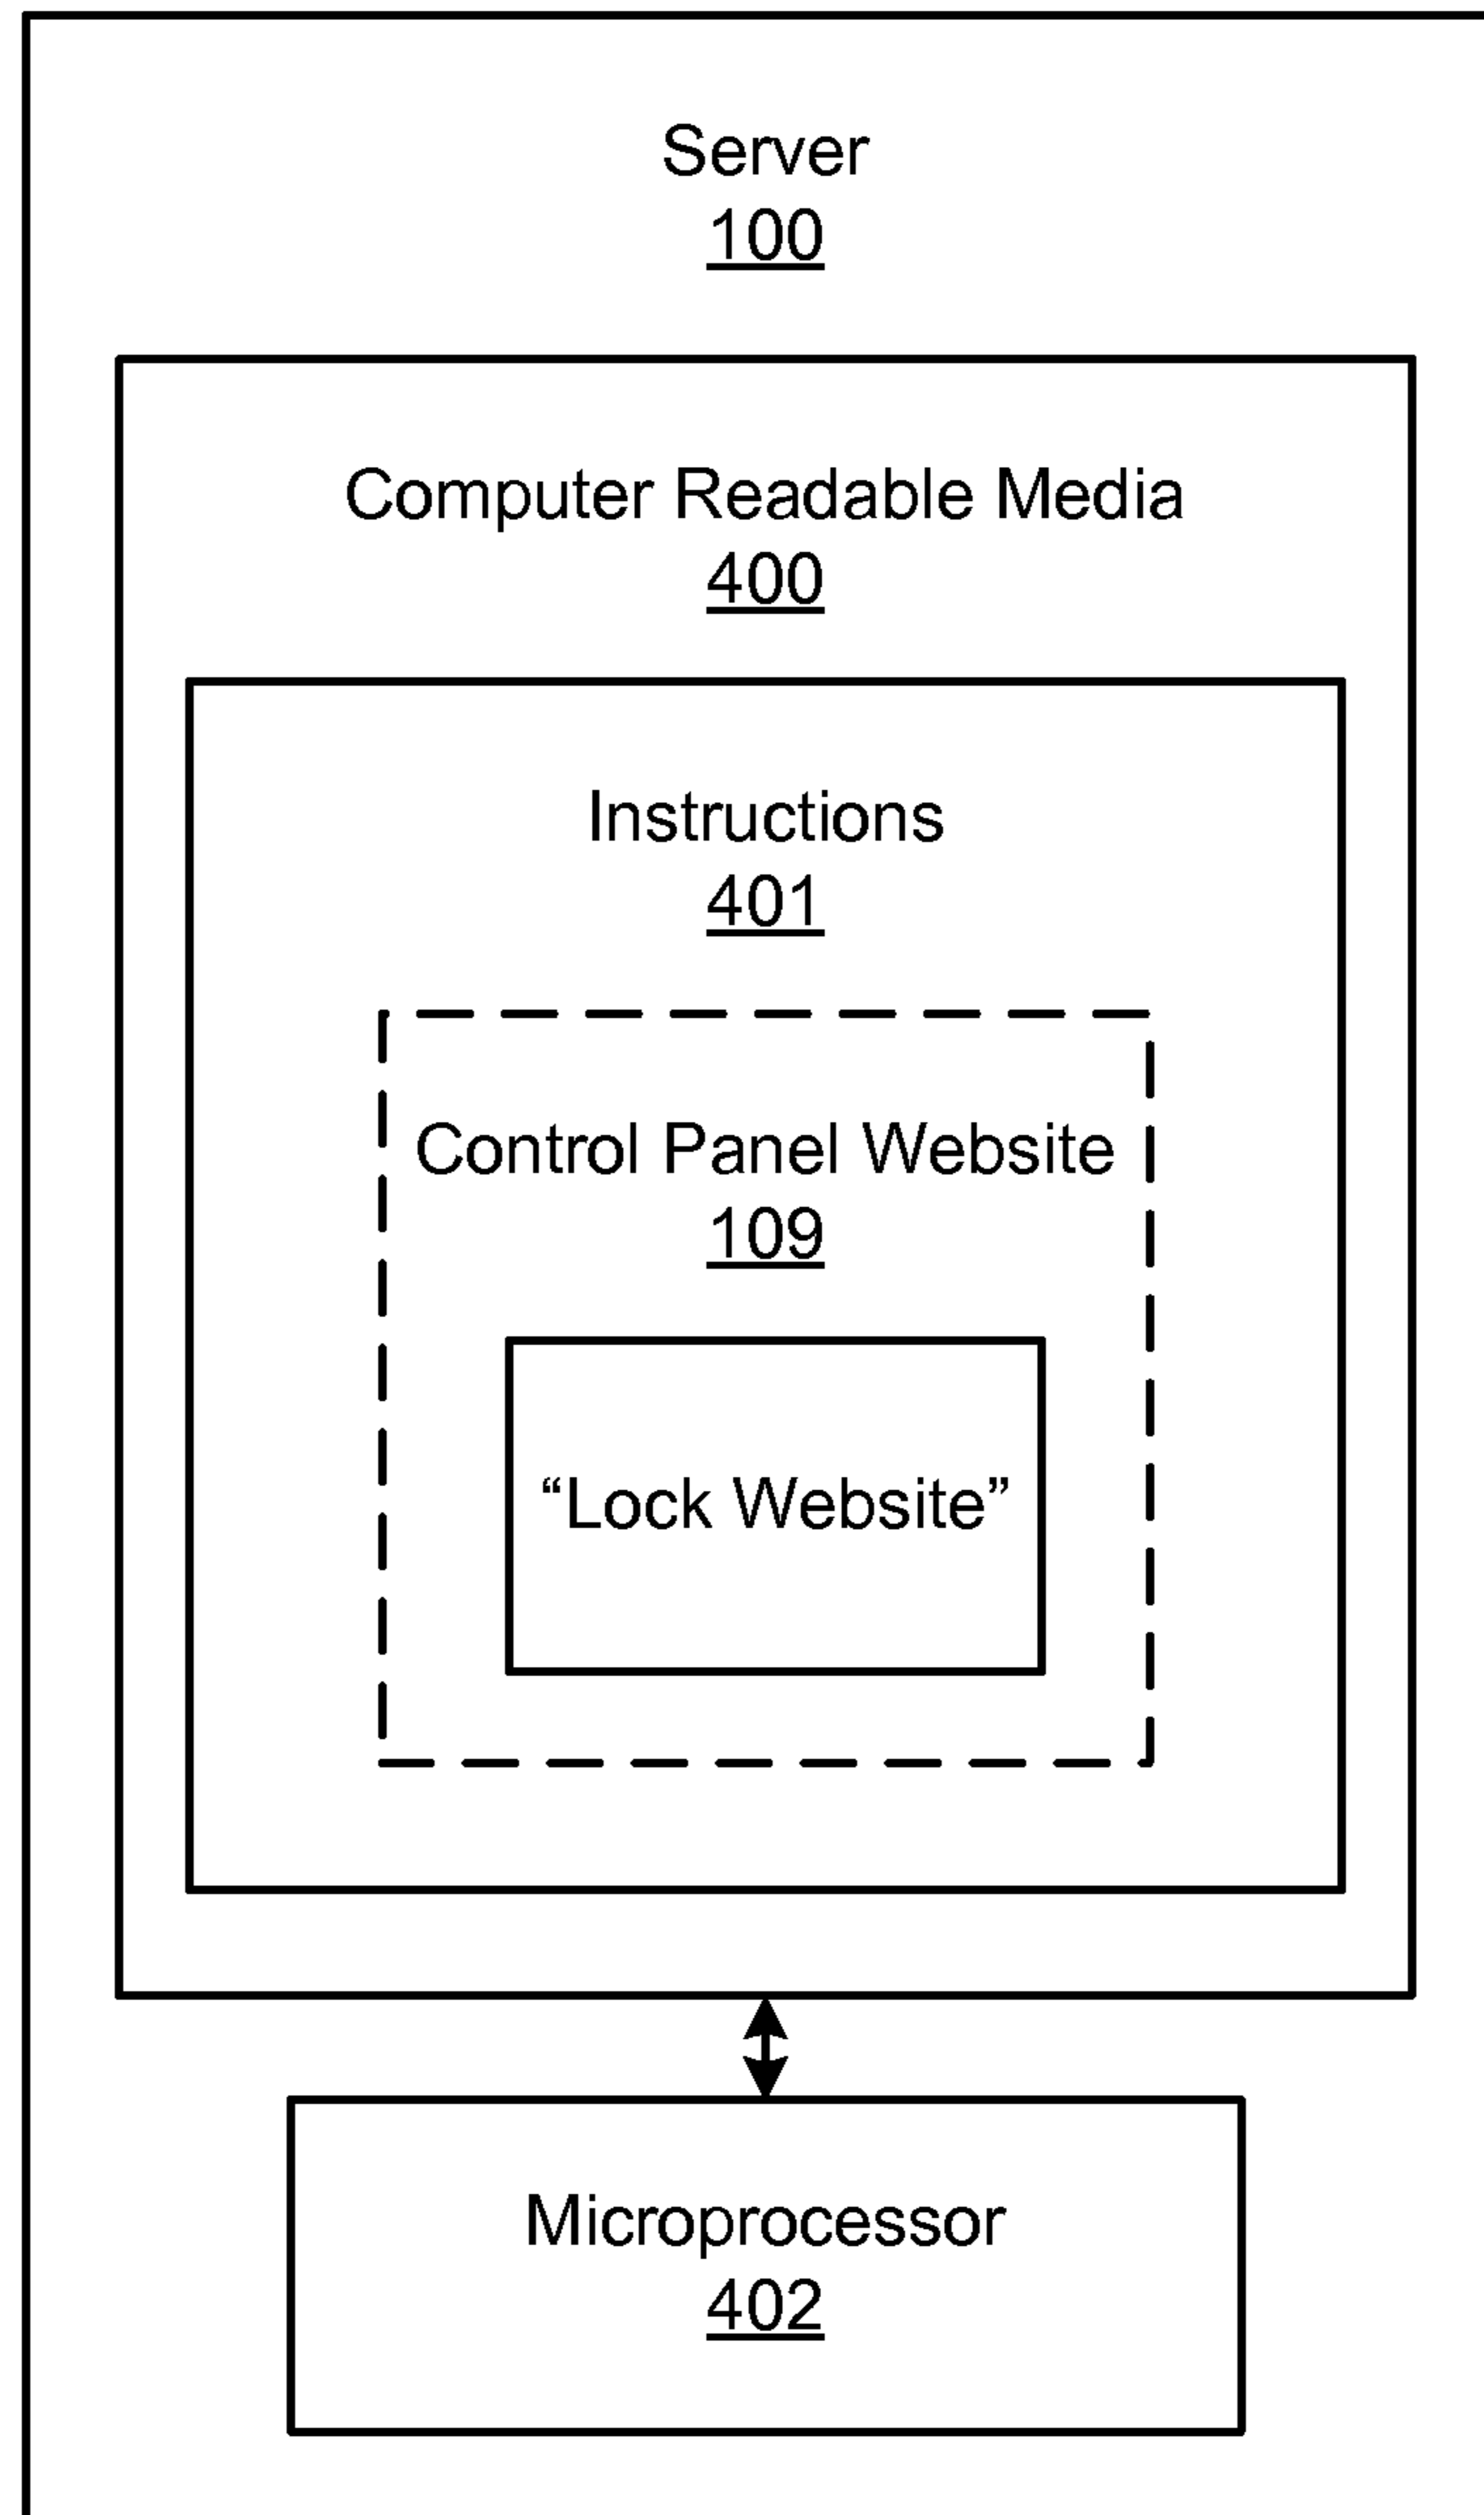 Server
100
Computer Readable Media
400
Instructions
401
Control Panel Website
109
“Lock Website”
Microprocessor
402